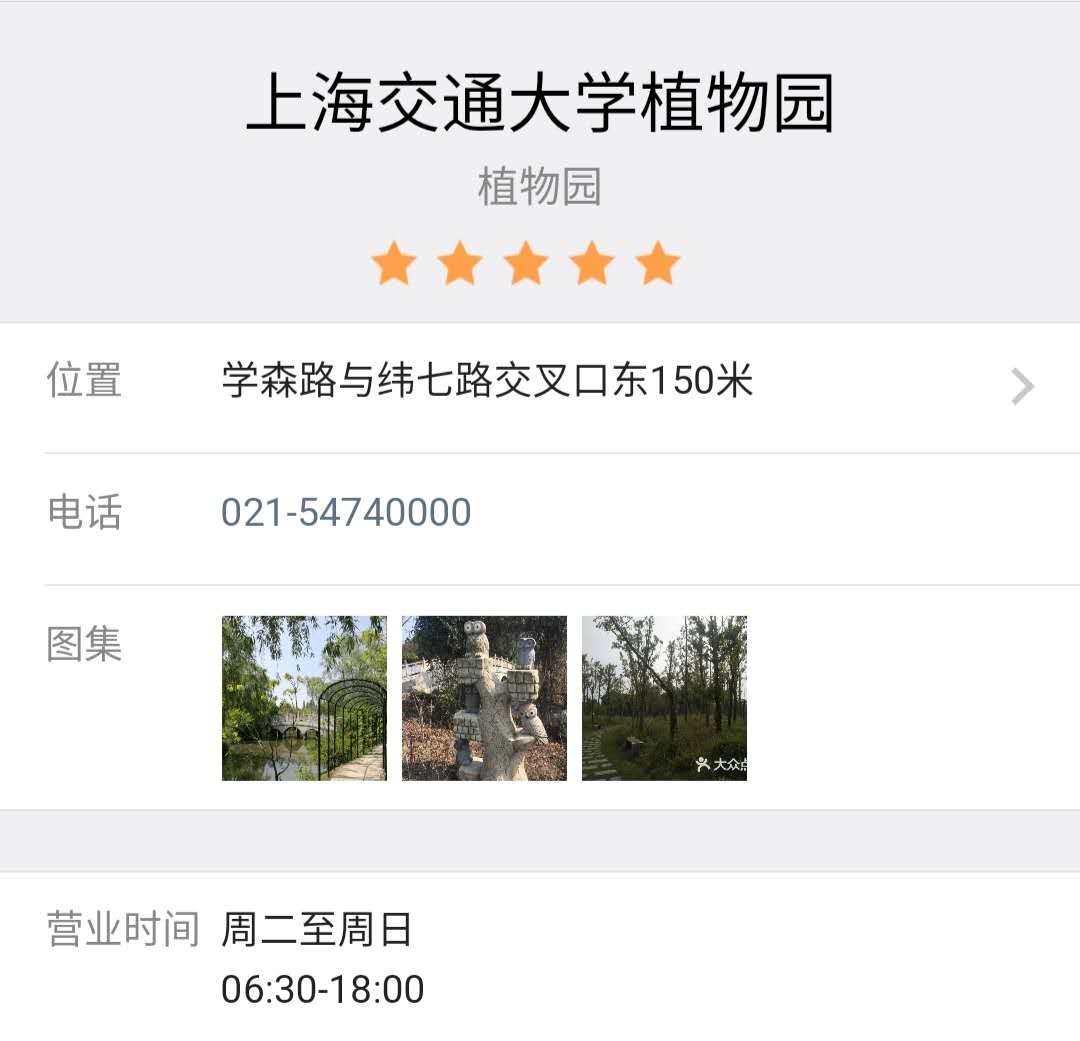 上海交通大学植物园
植物园
位置 学森路与纬七路交叉口东150米
电话 021-54740000
图集
大众点
营业时间 周二至周日
06:30-18:00